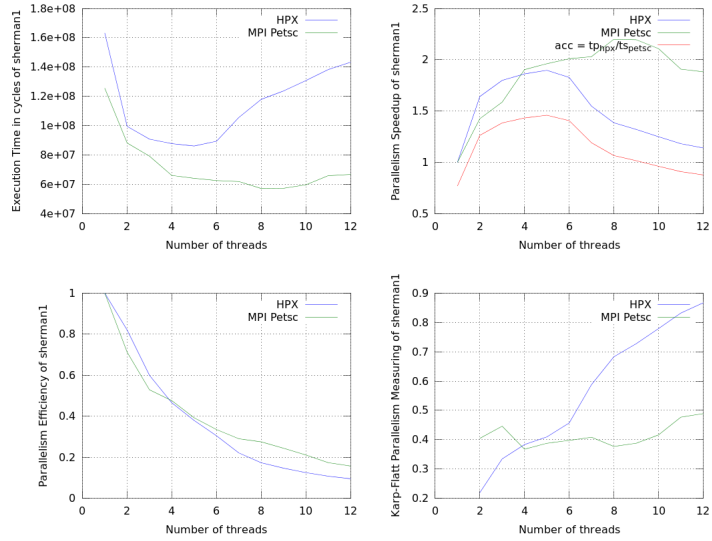 1.8e+08
1.6e+08
1.4e+08
1.2e+08
1e+08
8e+07
6e+07
4e+07
0 2 4 6 8 10 12
Number of threads
Execution Time in cycles of sherman1
HPX
MPI Petsc
2.5
2
1.5
1
0.5
0 2 4 6 8 10 12
Number of threads
Parallelism Speedup of sherman1
HPX
MPI Petsc
acc = tphpx/tspetsc
1
0.8
0.6
0.4
0.2
0
0 2 4 6 8 10 12
Number of threads
Parallelism Efficiency of sherman1
HPX
MPI Petsc
0.9
0.8
0.7
0.6
0.5
0.4
0.3
0.2
0 2 4 6 8 10 12
Number of threads
Karp-Flatt Parallelism Measuring of sherman1
HPX
MPI Petsc